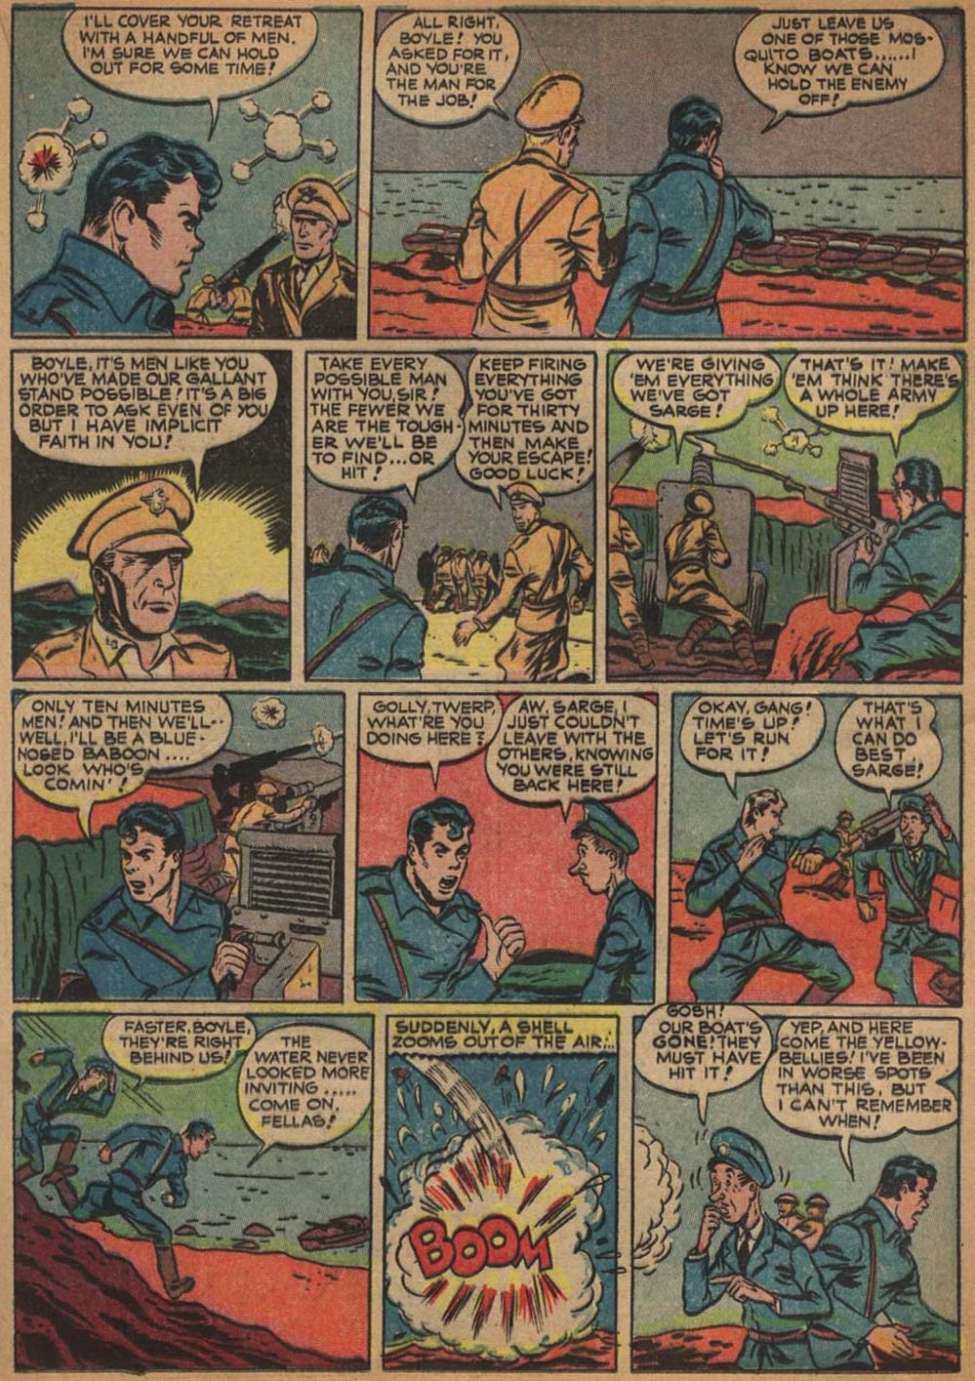 I'LL COVER YOUR RETREAT
WITH A HANDFUL OF MEN.
I'M SURE WE CAN HOLD
OUT FOR SOME TIME!
ALL RIGHT,
BOYLE! YOU
ASKED FOR IT,
AND YOU'RE
THE MAN FOR
THE JOB!
JUST LEAVE US
ONE OF THOSE MOS-
QUITO BOATS......I
KNOW WE CAN
HOLD THE ENEMY
OFF!
BOYLE, IT'S MEN LIKE YOU
WHO'VE MADE OUR GALLANT
STAND POSSIBLE! IT'S A BIG
ORDER TO ASK EVEN OF YOU
BUT I HAVE IMPLICIT
FAITH IN YOU!
TAKE EVERY
POSSIBLE MAN
WITH YOU, SIR!
THE FEWER WE
ARE THE TOUGH-
ER WE'LL BE
TO FIND...OR
HIT!
KEEP FIRING
EVERYTHING
YOU'VE GOT
FOR THIRTY
MINUTES AND
THEN MAKE
YOUR ESCAPE!
GOOD LUCK!
WE'RE GIVING
'EM EVERYTHING
WE'VE GOT
SARGE!
THAT'S IT! MAKE
'EM THINK THERE'S
A WHOLE ARMY
UP HERE!
ONLY TEN MINUTES
MEN! AND THEN WE'LL--
WELL, I'LL BE A BLUE-
NOSED BABOON....
LOOK WHO'S
COMIN'!
GOLLY, TWERP,
WHAT'RE YOU
DOING HERE?
AW, SARGE, I
JUST COULDN'T
LEAVE WITH THE
OTHERS, KNOWING
YOU WERE STILL
BACK HERE!
OKAY, GANG!
TIME'S UP!
LET'S RUN
FOR IT!
THAT'S
WHAT I
CAN DO
BEST,
SARGE!
FASTER, BOYLE,
THEY'RE RIGHT
BEHIND US!
THE
WATER NEVER
LOOKED MORE
INVITING.....
COME ON,
FELLAS!
SUDDENLY, A SHELL
ZOOMS OUT OF THE AIR!..
BOOM
GOSH!
OUR BOAT'S
GONE! THEY
MUST HAVE
HIT IT!
YEP, AND HERE
COME THE YELLOW-
BELLIES! I'VE BEEN
IN WORSE SPOTS
THAN THIS, BUT
I CAN'T REMEMBER
WHEN!